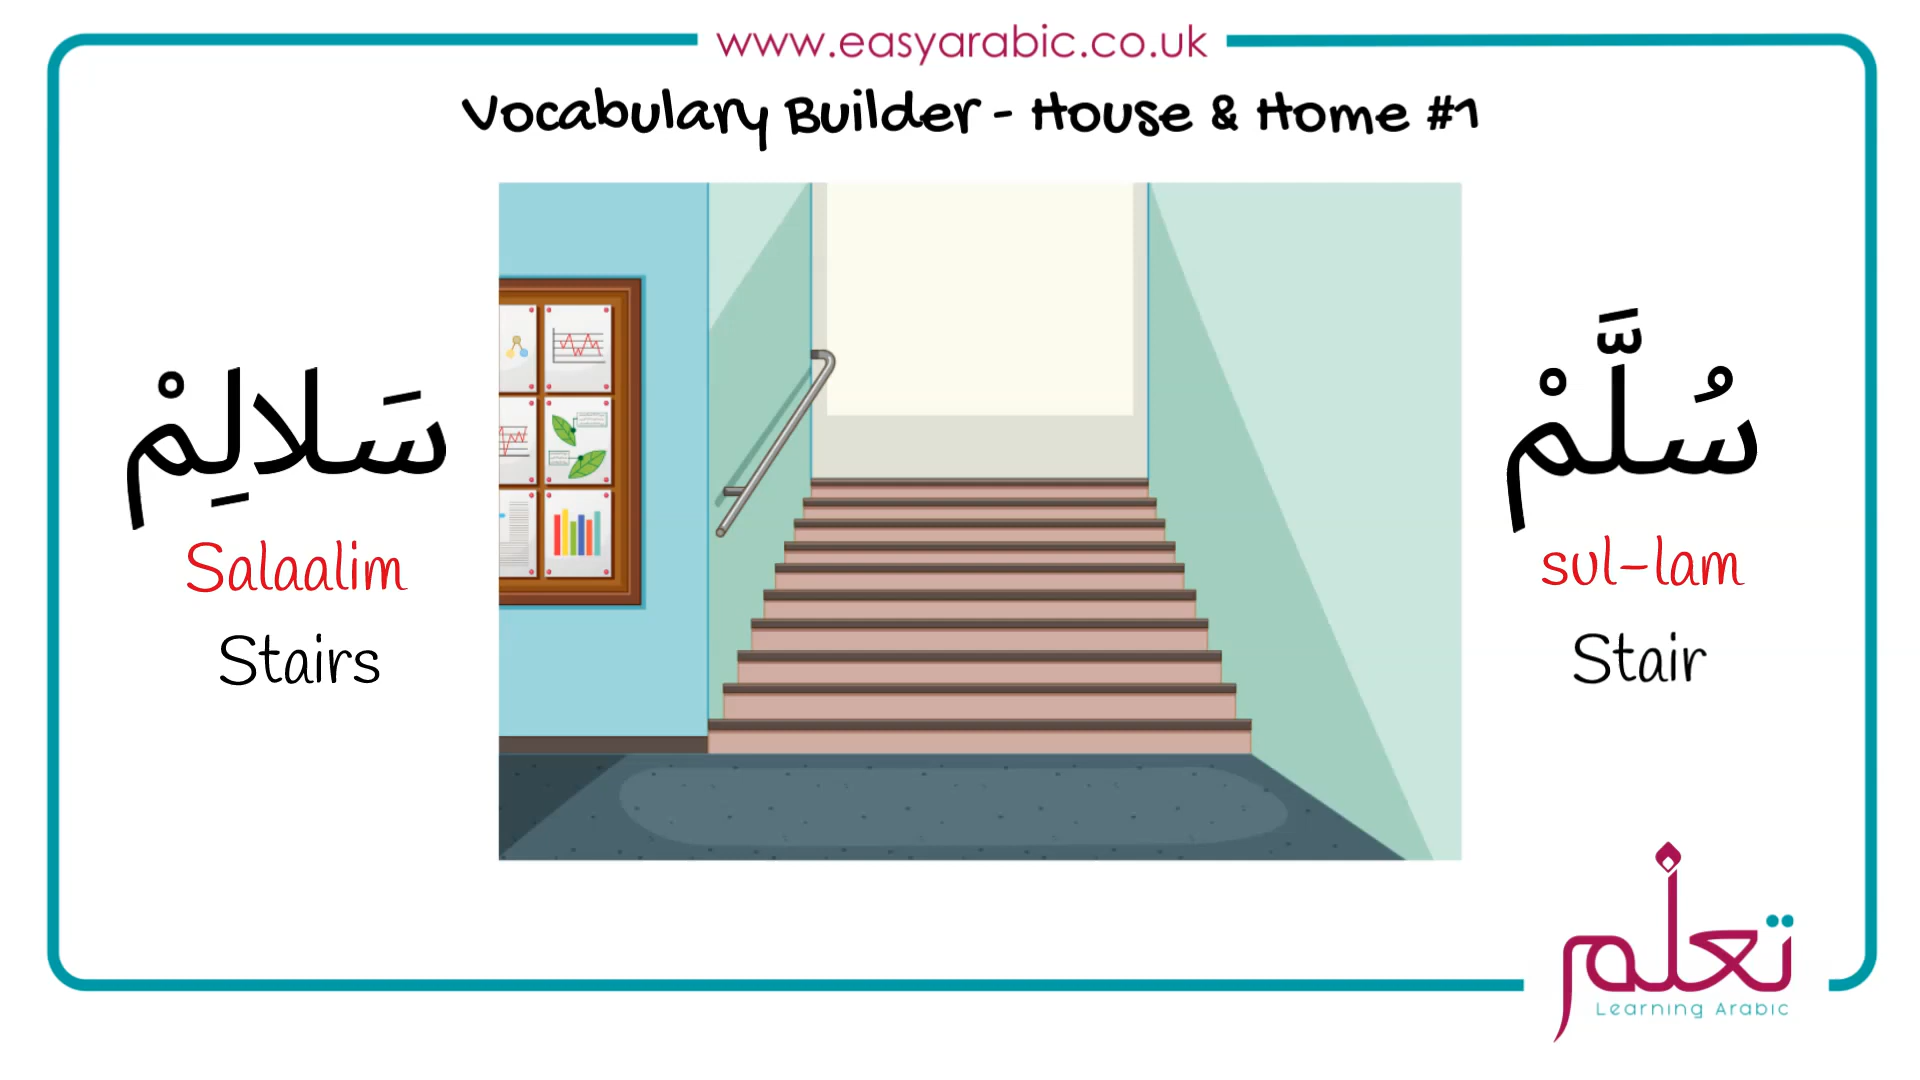 www.easyarabic.co.uk
Vocabulary Builder - House & Home #1
سُلَّمْ
sul-lam
Stair
سَلالِمْ
Salaalim
Stairs
تعلم
Learning Arabic